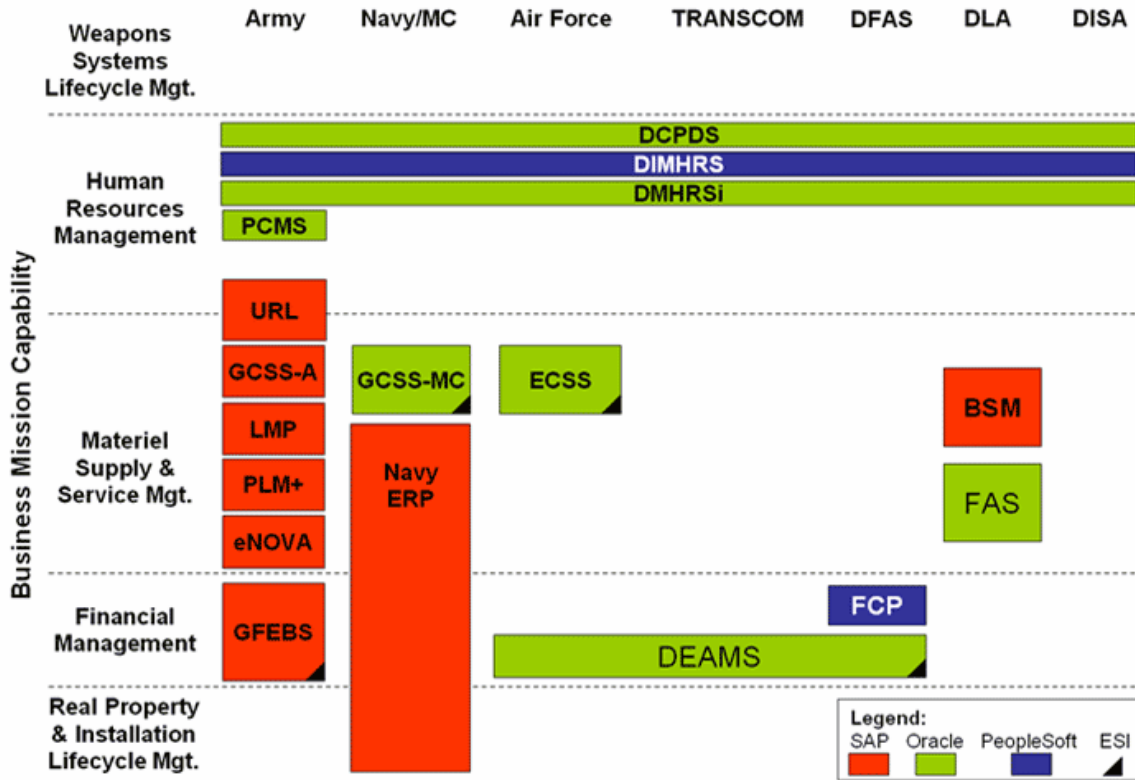 Army Navy/MC Air Force TRANSCOM DFAS DLA DISA
Weapons
Systems
Lifecycle Mgt.
Business Mission Capability
DCPDS
DIMHRS
DMHRSi
Human
Resources
Management
PCMS
URL
GCSS-A
GCSS-MC
ECSS
BSM
LMP
Materiel
Supply &
Service Mgt.
Navy
ERP
PLM+
FAS
eNOVA
Financial
Management
GFEBS
FCP
DEAMS
Real Property
& Installation
Lifecycle Mgt.
Legend:
SAP Oracle PeopleSoft ESI